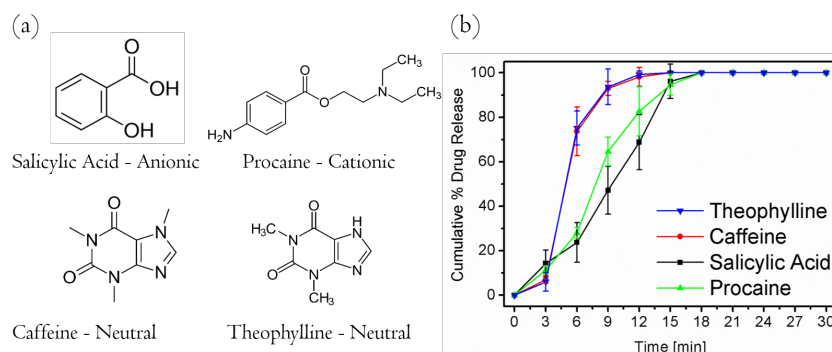 (a)
O
OH
OH
Salicylic Acid - Anionic
O
O
N
CH3
CH3
H2N
Procaine - Cationic
O
N
N
O
N
N
Caffeine - Neutral
O
H3C
N
H
N
O
N
N
CH3
Theophylline - Neutral
(b)
Cumulative % Drug Release
100
80
60
40
20
0
Theophylline
Caffeine
Salicylic Acid
Procaine
0 3 6 9 12 15 18 21 24 27 30
Time [min]